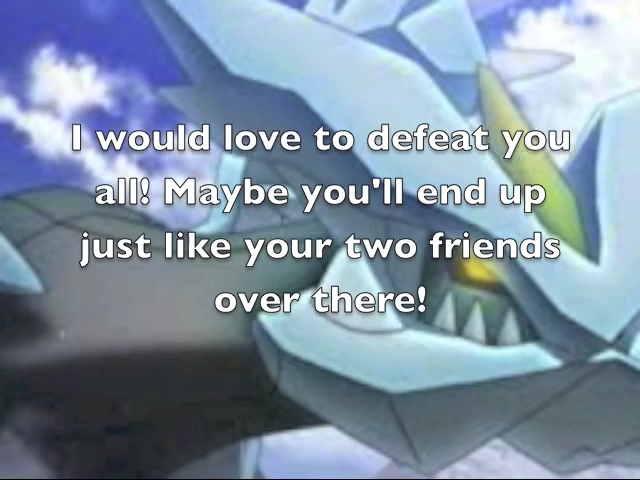 I would love to defeat you
all! Maybe you'll end up
just like your two friends
over there!